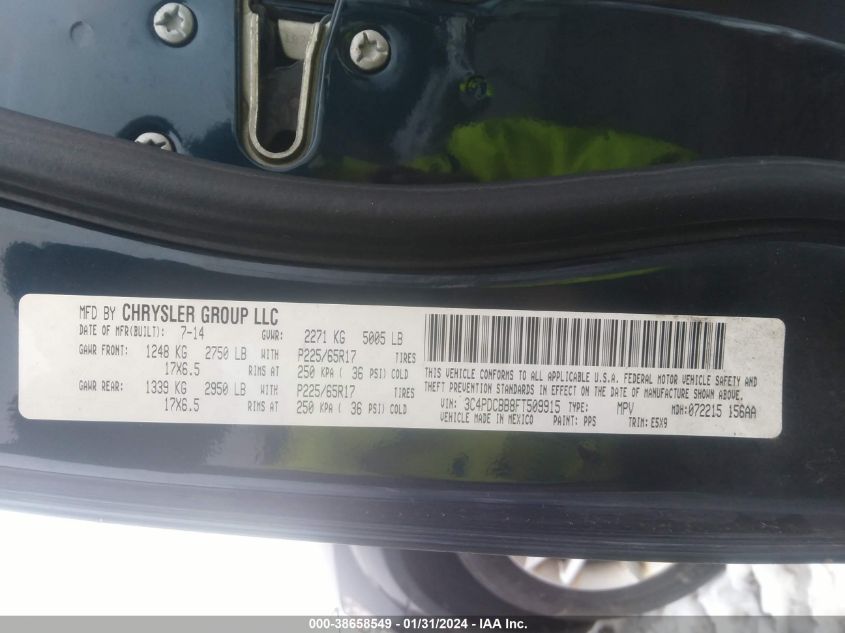 MFD BY CHRYSLER GROUP LLC
DATE OF MFR(BUILT): 7-14 GVWR: 2271 KG 5005 LB
GAWR FRONT: 1248 KG 2750 LB WITH P225/65R17 TIRES
17X6.5 RIMS AT 250 KPA ( 36 PSI) COLD
GAWR REAR: 1339 KG 2950 LB WITH P225/65R17 TIRES
17X6.5 RIMS AT 250 KPA ( 36 PSI) COLD
THIS VEHICLE CONFORMS TO ALL APPLICABLE U.S.A. FEDERAL MOTOR VEHICLE SAFETY AND
THEFT PREVENTION STANDARDS IN EFFECT ON THE DATE OF MANUFACTURE SHOWN ABOVE.
VIN: 3C4PDCBB8FT509915 TYPE: MPV MDH: 072215 156AA
VEHICLE MADE IN MEXICO PAINT: PPS TRIM: E5X9
000-38658549 - 01/31/2024 - IAA Inc.